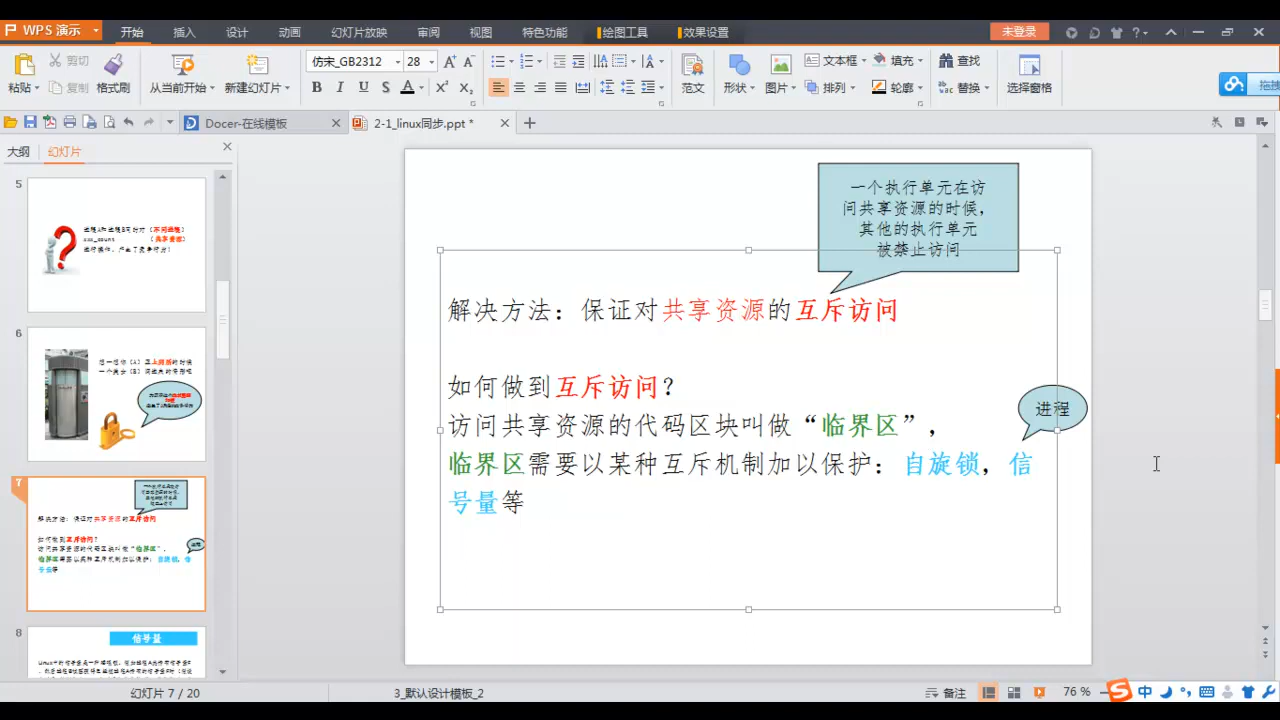 WPS 演示
开始
插入
设计
动画
幻灯片放映
审阅
视图
特色功能
绘图工具
效果设置
未登录
粘贴
剪切
复制
格式刷
从当前开始
新建幻灯片
仿宋_GB2312
28
B I U S A
范文
形状
文本框
图片
排列
填充
轮廓
查找
替换
选择窗格
拖拽
Docer-在线模板
2-1_linux同步.ppt *
大纲
幻灯片
5
6
7
8
信号量
一个执行单元在访
问共享资源的时候，
其他的执行单元
被禁止访问
解决方法：保证对共享资源的互斥访问
如何做到互斥访问？
访问共享资源的代码区块叫做“临界区”，
进程
临界区需要以某种互斥机制加以保护：自旋锁，信
号量等
幻灯片 7 / 20
3_默认设计模板_2
备注
76 %
中